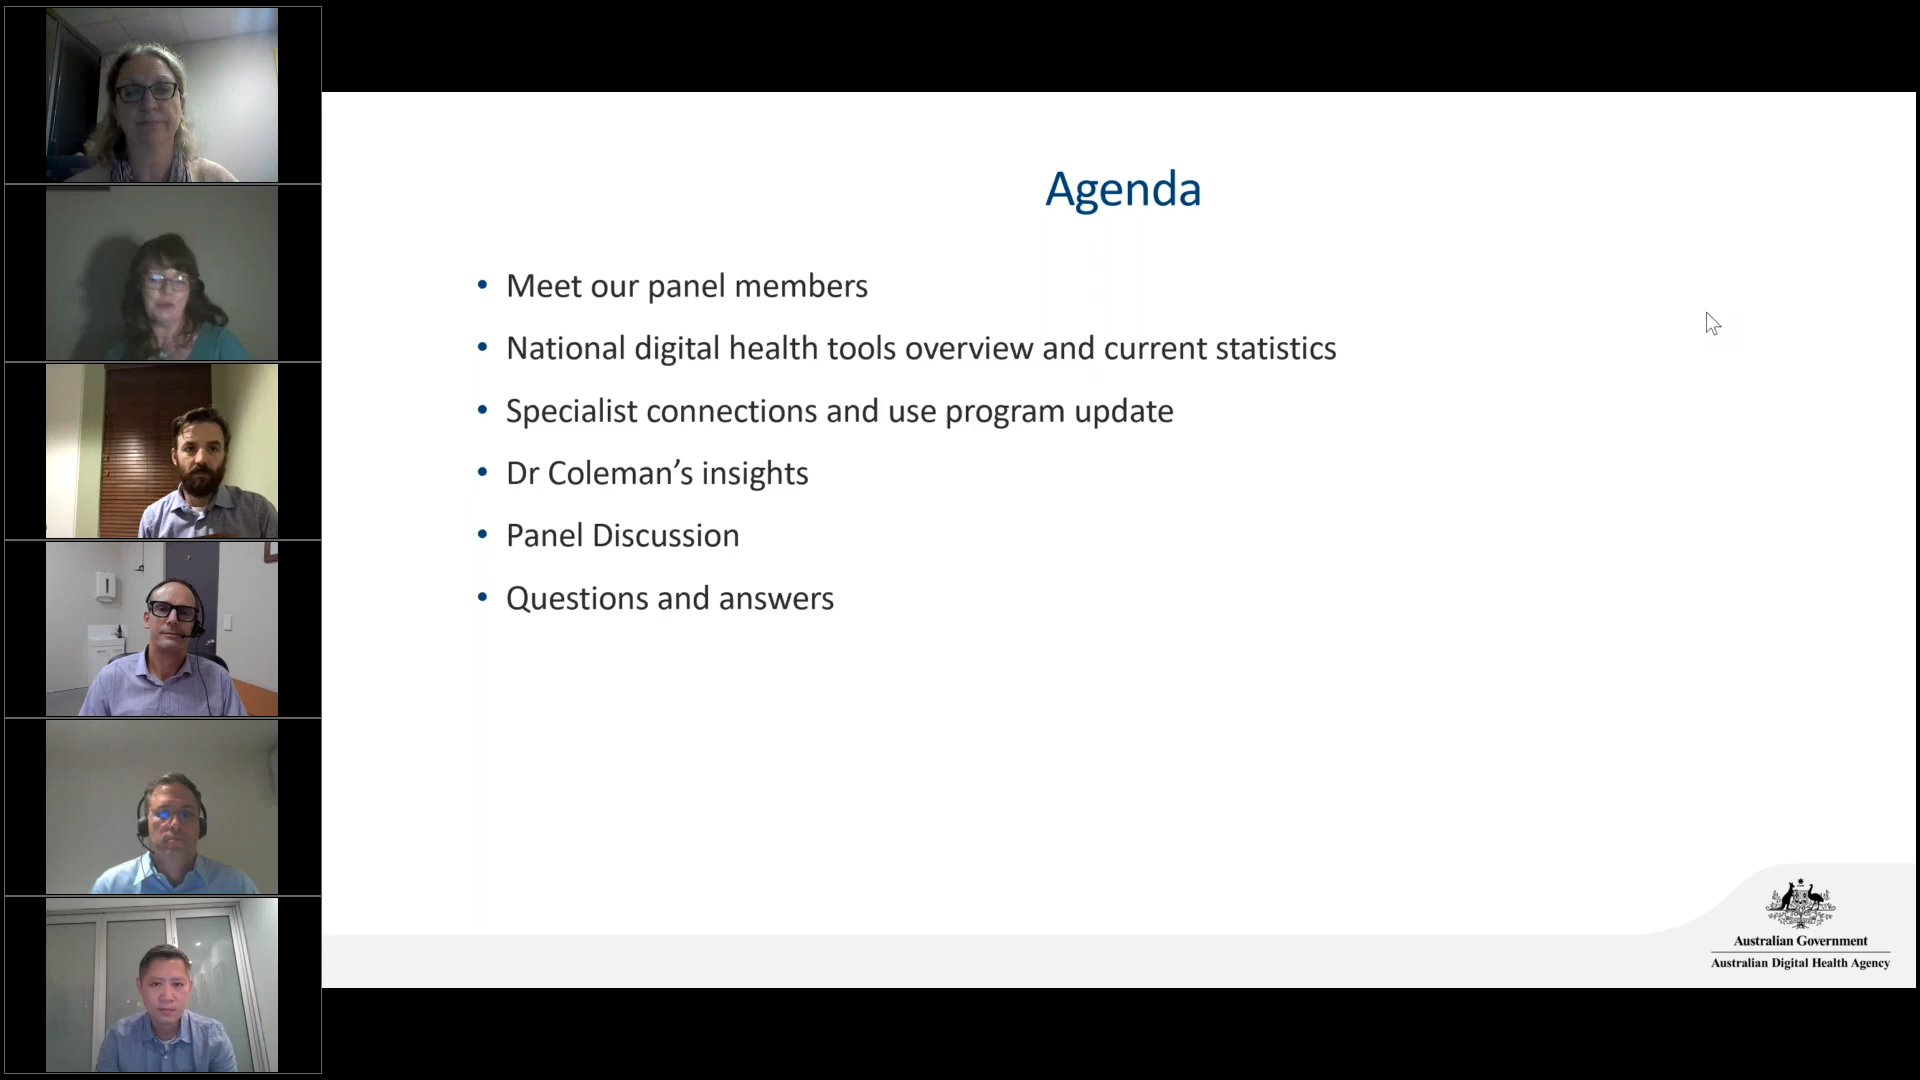 Agenda
• Meet our panel members
• National digital health tools overview and current statistics
• Specialist connections and use program update
• Dr Coleman’s insights
• Panel Discussion
• Questions and answers
Australian Government
Australian Digital Health Agency